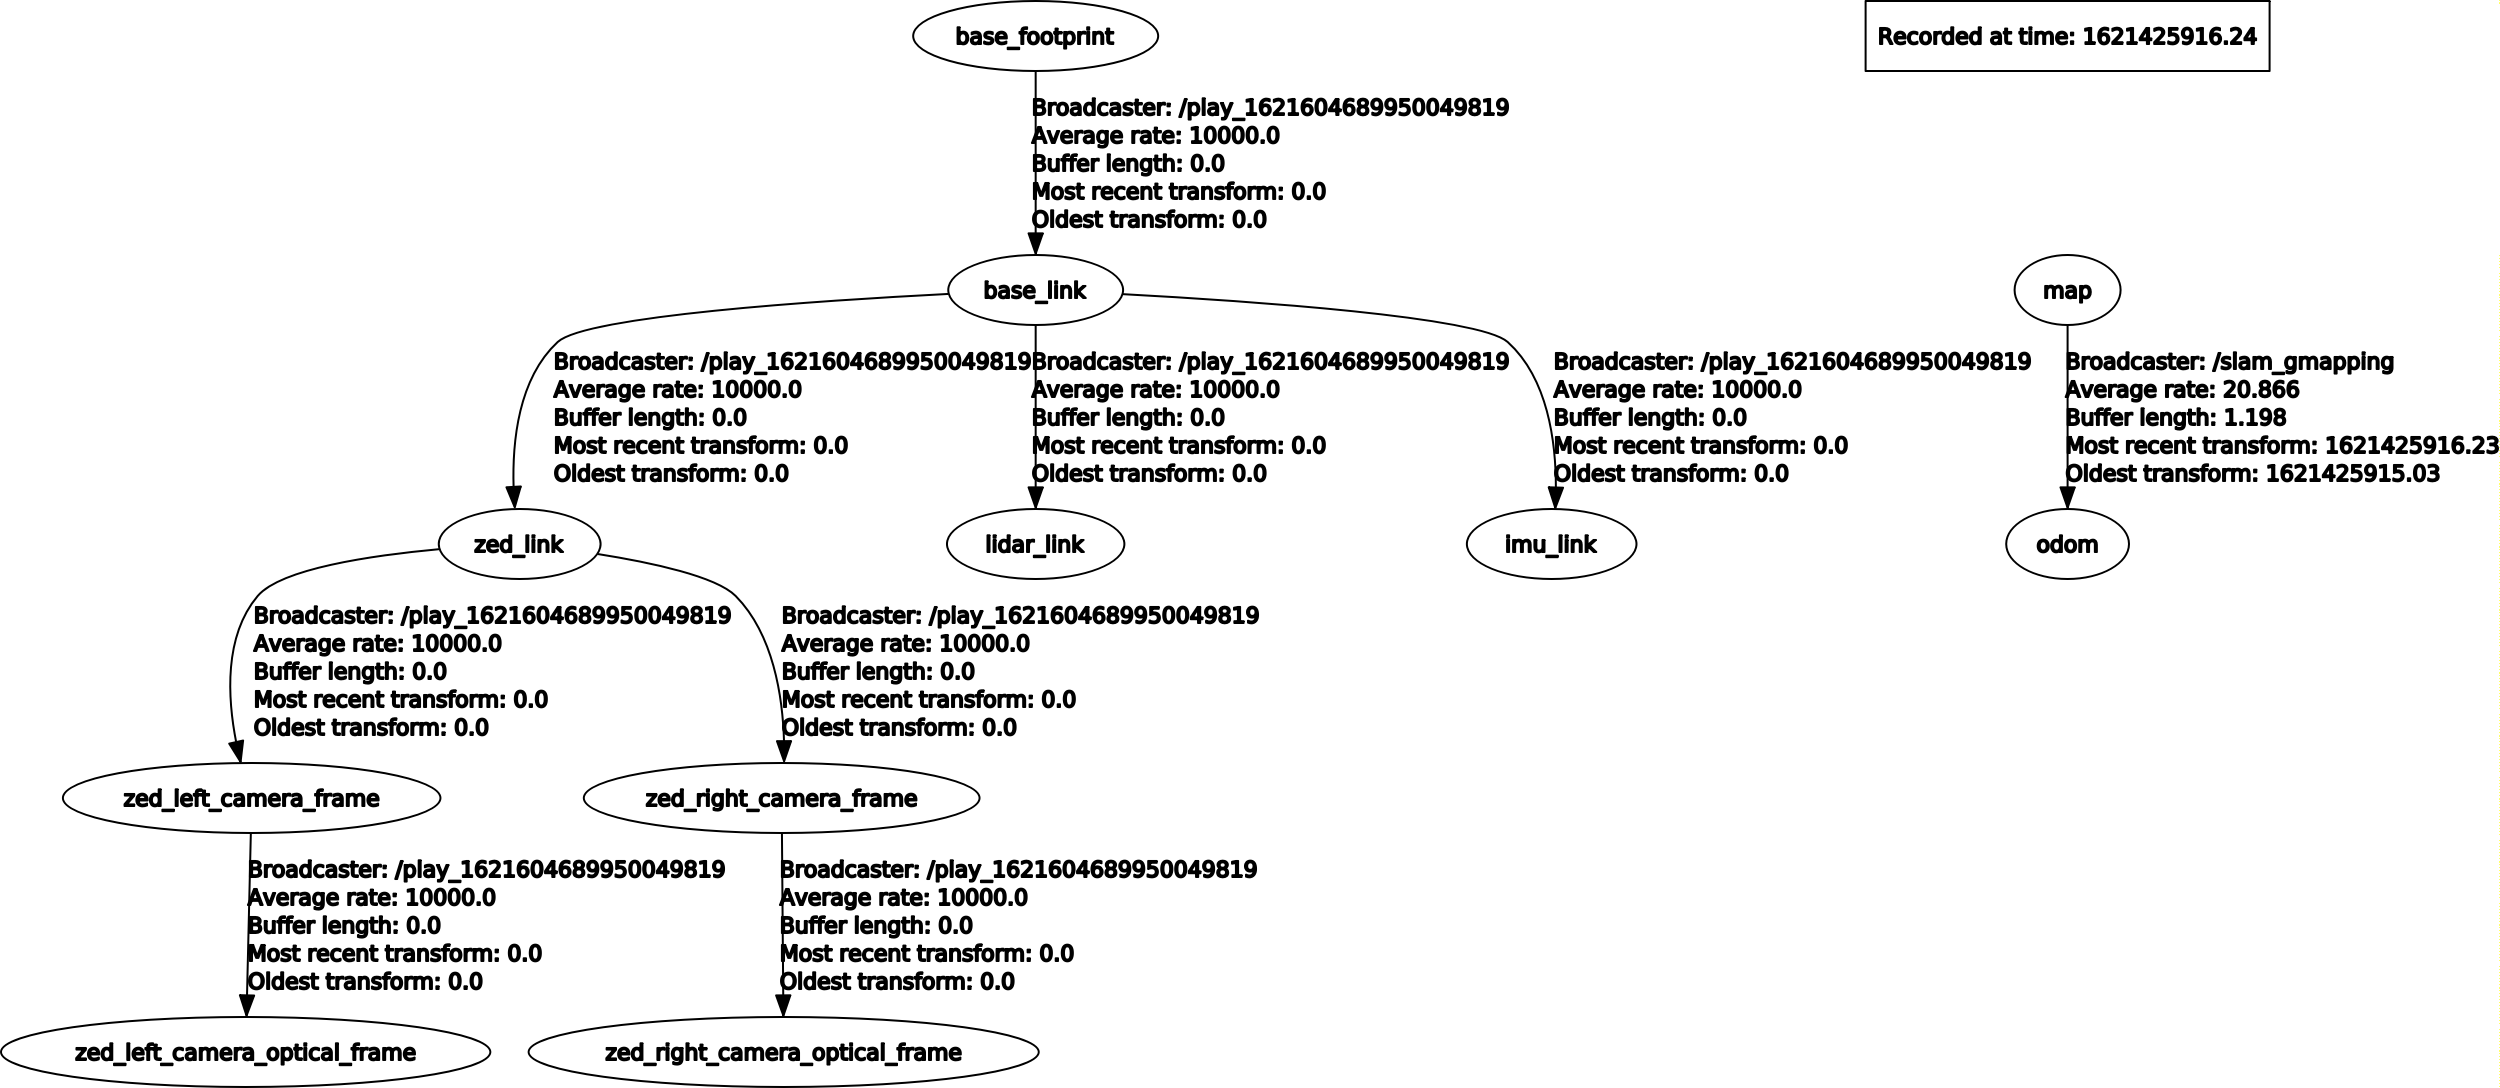 base_footprint
Recorded at time: 1621425916.24
Broadcaster: /play_1621604689950049819
Average rate: 10000.0
Buffer length: 0.0
Most recent transform: 0.0
Oldest transform: 0.0
base_link
map
Broadcaster: /play_1621604689950049819
Average rate: 10000.0
Buffer length: 0.0
Most recent transform: 0.0
Oldest transform: 0.0
Broadcaster: /play_1621604689950049819
Average rate: 10000.0
Buffer length: 0.0
Most recent transform: 0.0
Oldest transform: 0.0
Broadcaster: /play_1621604689950049819
Average rate: 10000.0
Buffer length: 0.0
Most recent transform: 0.0
Oldest transform: 0.0
Broadcaster: /slam_gmapping
Average rate: 20.866
Buffer length: 1.198
Most recent transform: 1621425916.23
Oldest transform: 1621425915.03
zed_link
lidar_link
imu_link
odom
Broadcaster: /play_1621604689950049819
Average rate: 10000.0
Buffer length: 0.0
Most recent transform: 0.0
Oldest transform: 0.0
Broadcaster: /play_1621604689950049819
Average rate: 10000.0
Buffer length: 0.0
Most recent transform: 0.0
Oldest transform: 0.0
zed_left_camera_frame
zed_right_camera_frame
Broadcaster: /play_1621604689950049819
Average rate: 10000.0
Buffer length: 0.0
Most recent transform: 0.0
Oldest transform: 0.0
Broadcaster: /play_1621604689950049819
Average rate: 10000.0
Buffer length: 0.0
Most recent transform: 0.0
Oldest transform: 0.0
zed_left_camera_optical_frame
zed_right_camera_optical_frame